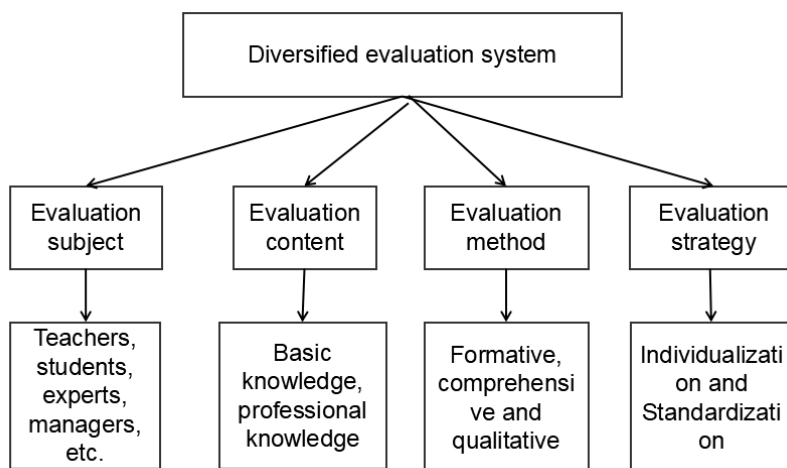 Diversified evaluation system
Evaluation
subject
Evaluation
content
Evaluation
method
Evaluation
strategy
Teachers,
students,
experts,
managers,
etc.
Basic
knowledge,
professional
knowledge
Formative,
comprehensi
ve and
qualitative
Individualizati
on and
Standardizati
on